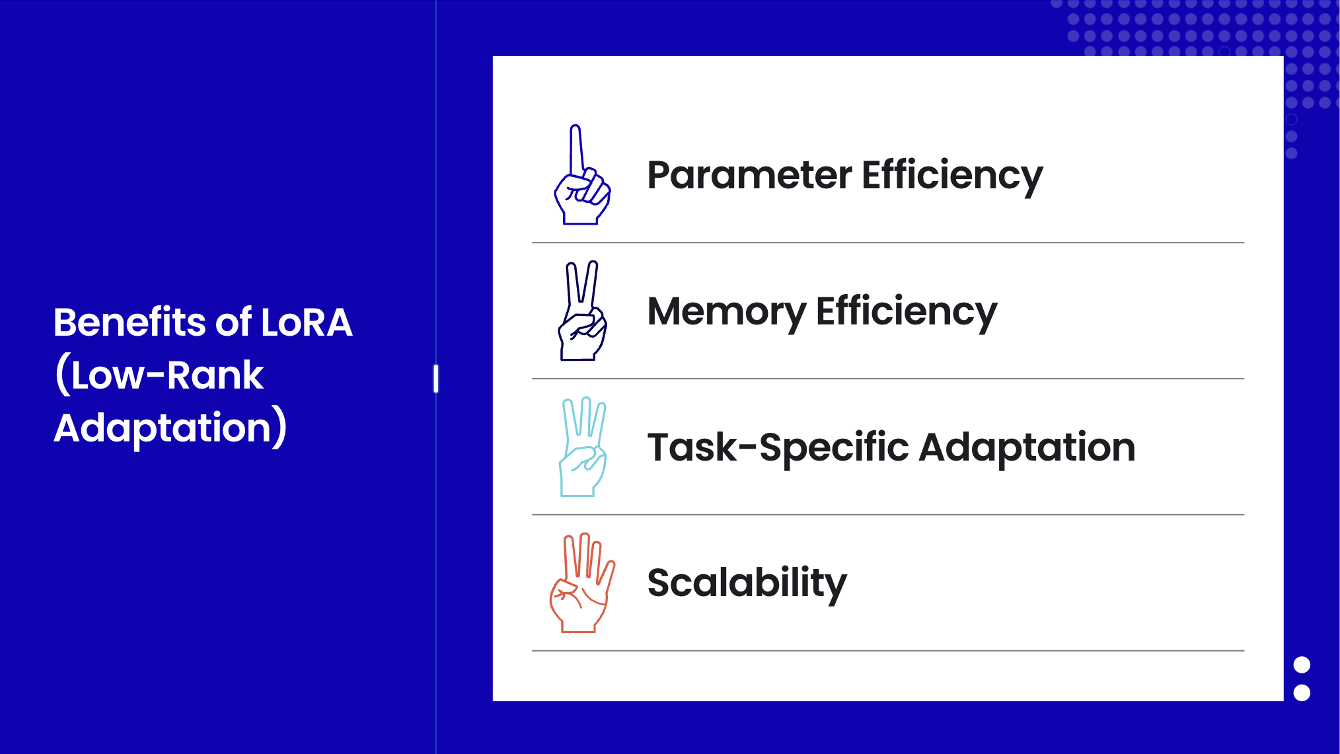 Benefits of LoRA
(Low-Rank
Adaptation)
Parameter Efficiency
Memory Efficiency
Task-Specific Adaptation
Scalability